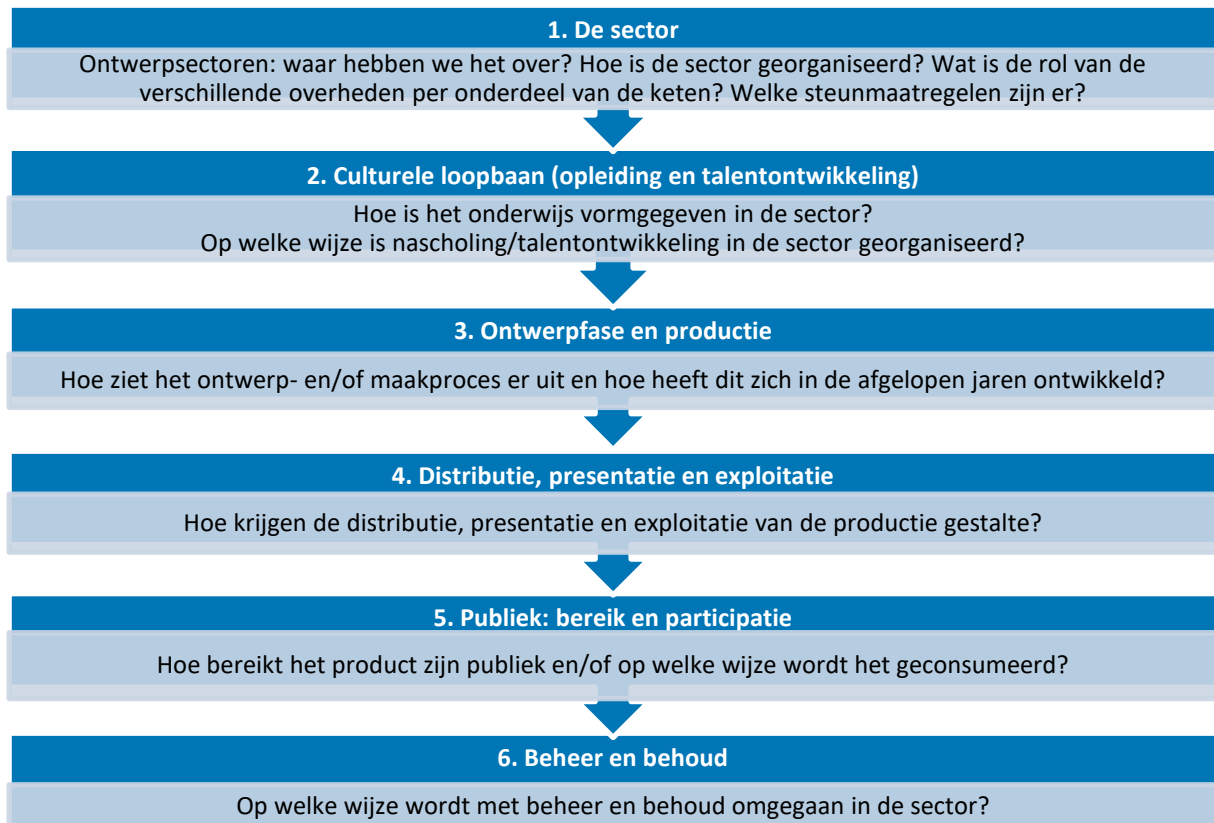 1. De sector
Ontwerpsectoren: waar hebben we het over? Hoe is de sector georganiseerd? Wat is de rol van de
verschillende overheden per onderdeel van de keten? Welke steunmaatregelen zijn er?
2. Culturele loopbaan (opleiding en talentontwikkeling)
Hoe is het onderwijs vormgegeven in de sector?
Op welke wijze is nascholing/talentontwikkeling in de sector georganiseerd?
3. Ontwerpfase en productie
Hoe ziet het ontwerp- en/of maakproces er uit en hoe heeft dit zich in de afgelopen jaren ontwikkeld?
4. Distributie, presentatie en exploitatie
Hoe krijgen de distributie, presentatie en exploitatie van de productie gestalte?
5. Publiek: bereik en participatie
Hoe bereikt het product zijn publiek en/of op welke wijze wordt het geconsumeerd?
6. Beheer en behoud
Op welke wijze wordt met beheer en behoud omgegaan in de sector?